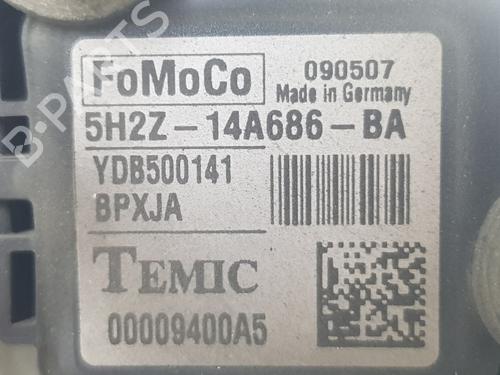 FoMoCo 090507
Made in Germany
5H2Z-14A686-BA
YDB500141
BPXJA
TEMIC
00009400A5
B-PARTS